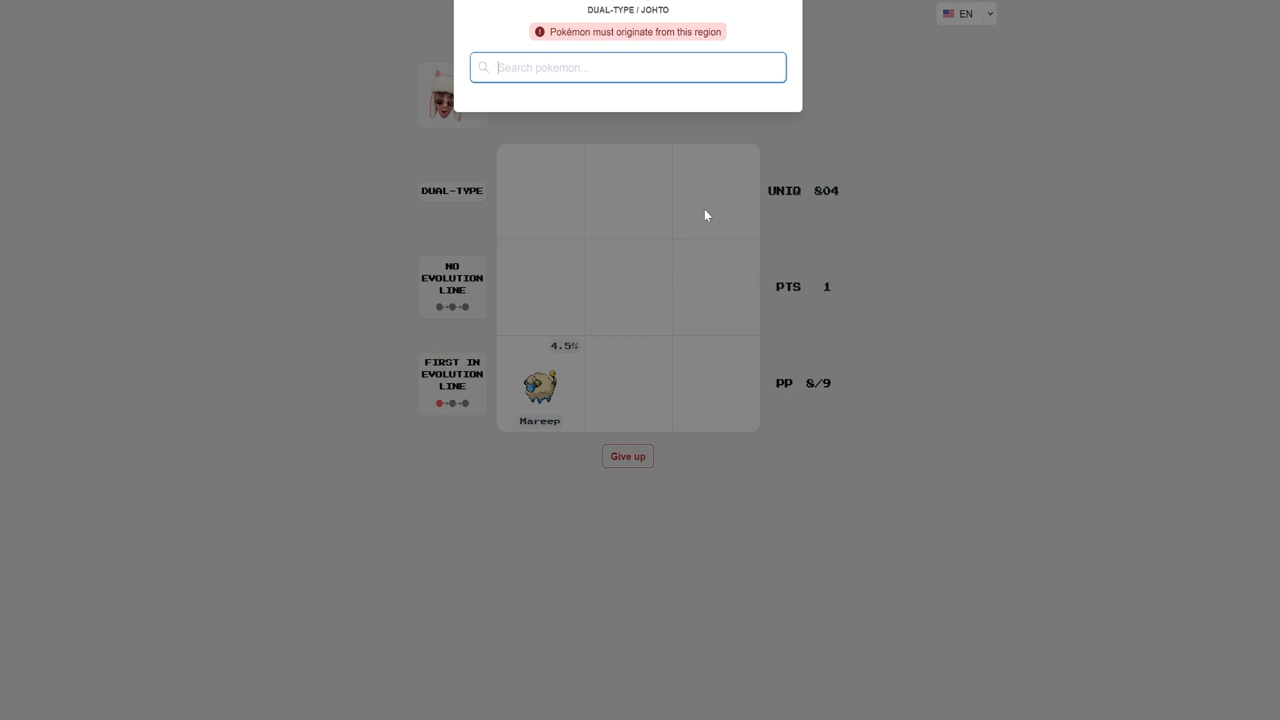 DUAL-TYPE / JOHTO
EN
Pokémon must originate from this region
Search pokemon...
DUAL-TYPE
UNIQ 804
NO
EVOLUTION
LINE
PTS 1
4.5%
FIRST IN
EVOLUTION
LINE
PP 8/9
Mareep
Give up